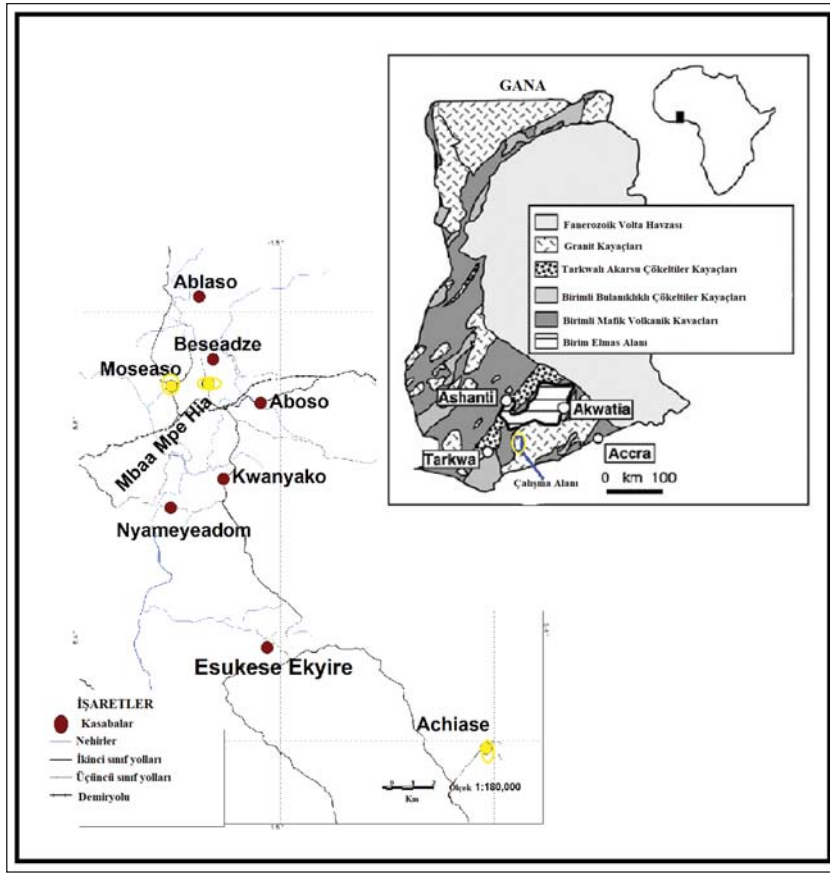 GANA
Fanerozoik Volta Havzası
Granit Kayaçları
Tarkwalı Akarsu Çökeltiler Kayaçları
Birimli Bulanıklıklı Çökeltiler Kayaçları
Birimli Mafik Volkanik Kavacları
Birim Elmas Alanı
Ashanti
Akwatia
Tarkwa
Accra
Çalışma Alanı
0 km 100
Ablaso
Beseadze
Moseaso
Aboso
Mbaa Mpe Hia
Kwanyako
Nyameyeadom
Esukese Ekyire
Achiase
İŞARETLER
Kasabalar
Nehirler
İkinci sınıf yolları
Üçüncü sınıf yolları
Demiryolu
Km
Ölçek 1:180,000